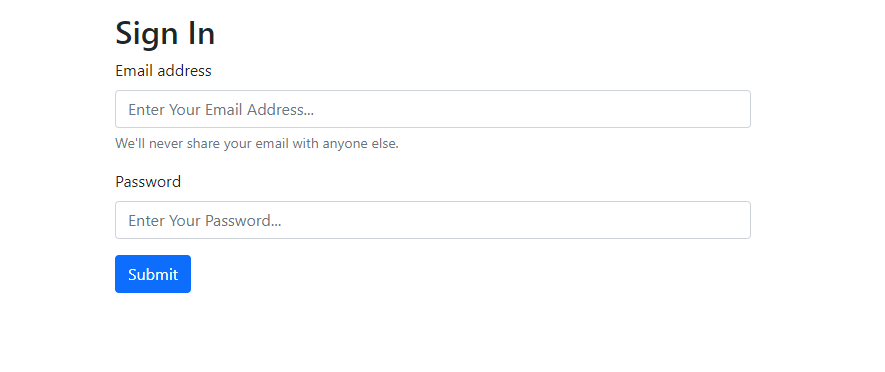 Sign In
Email address
Enter Your Email Address...
We'll never share your email with anyone else.
Password
Enter Your Password...
Submit